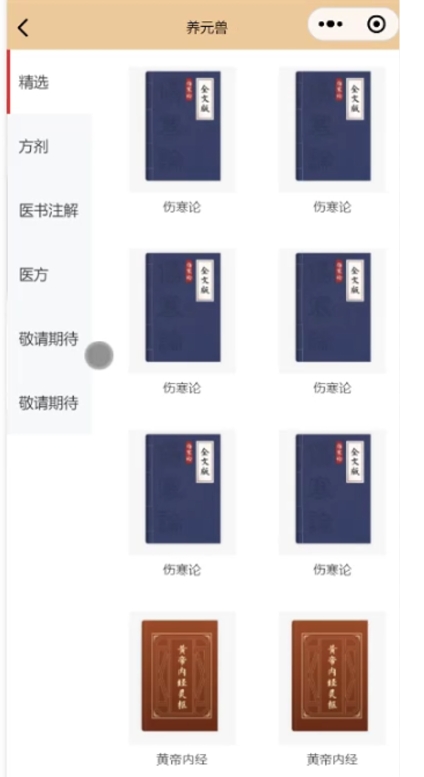 养元兽
精选
方剂
医书注解
医方
敬请期待
敬请期待
全文版
伤寒论
全文版
伤寒论
全文版
伤寒论
全文版
伤寒论
全文版
伤寒论
全文版
伤寒论
黄帝内经灵枢
黄帝内经
黄帝内经灵枢
黄帝内经